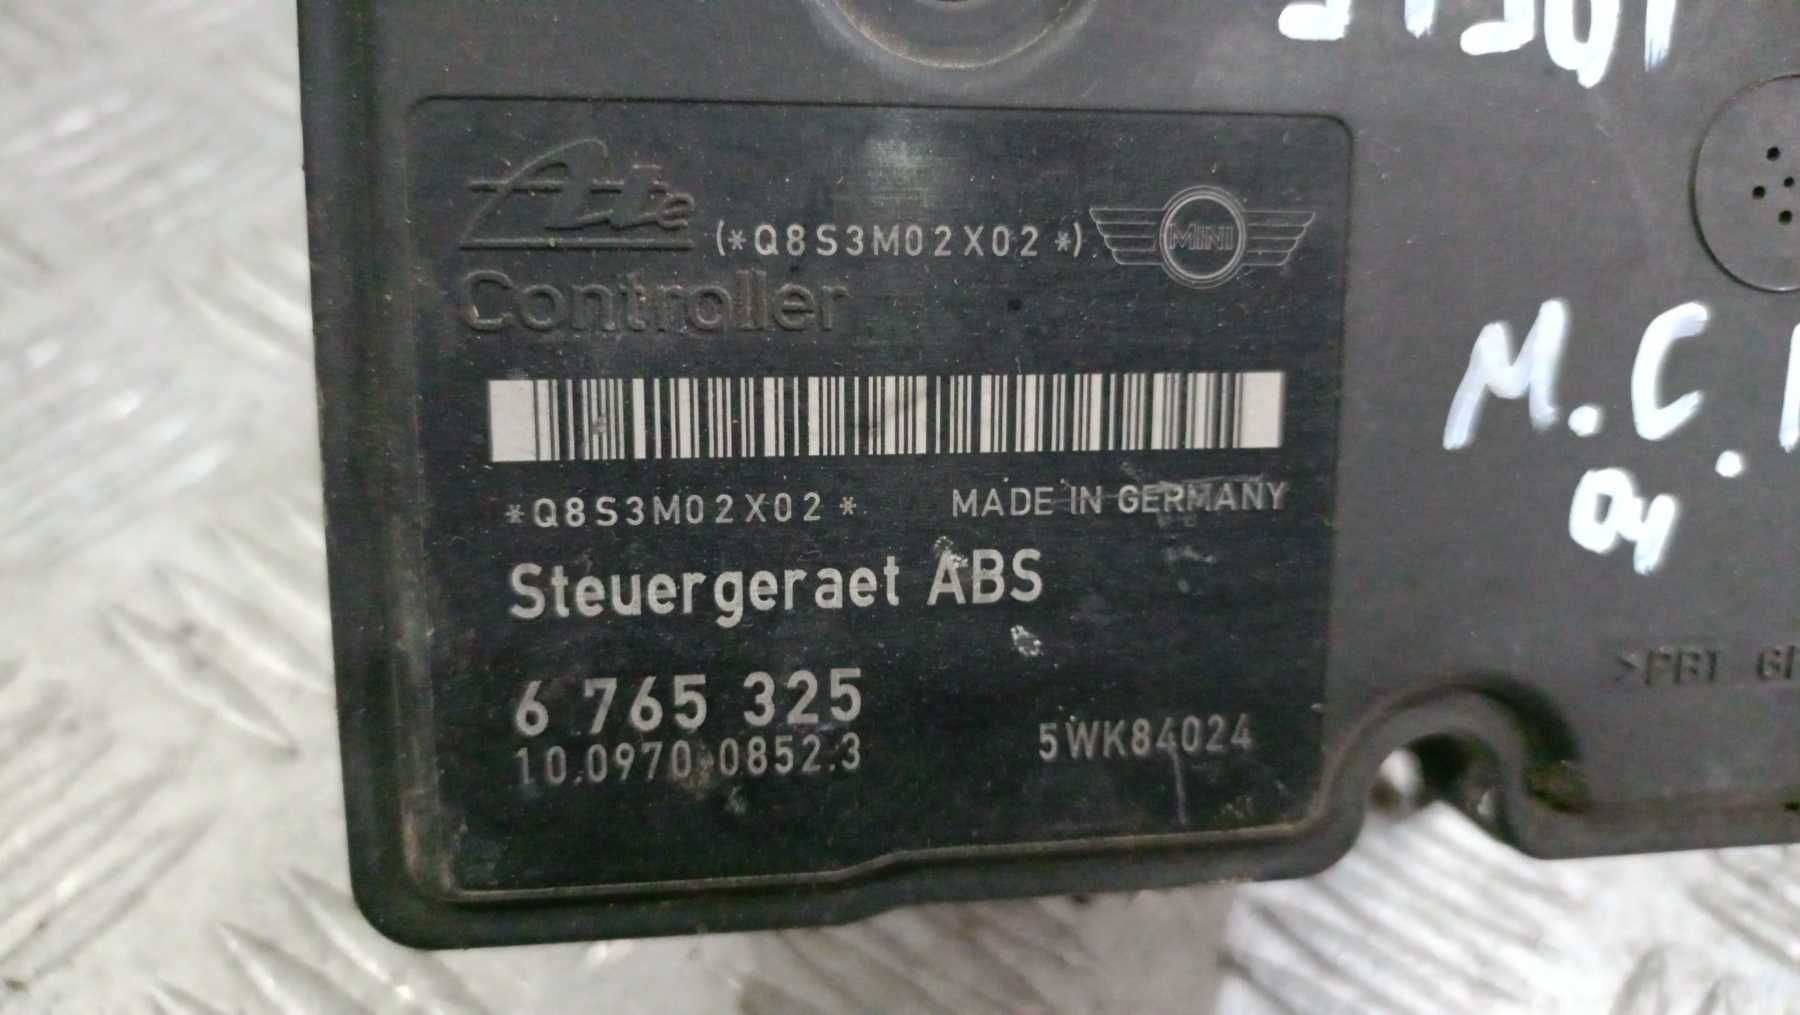 Ate (*Q8S3M02X02*) MINI
Controller
*Q8S3M02X02* MADE IN GERMANY
Steuergeraet ABS
6 765 325
10.0970-0852.3 5WK84024
M.C.
04
>PBT